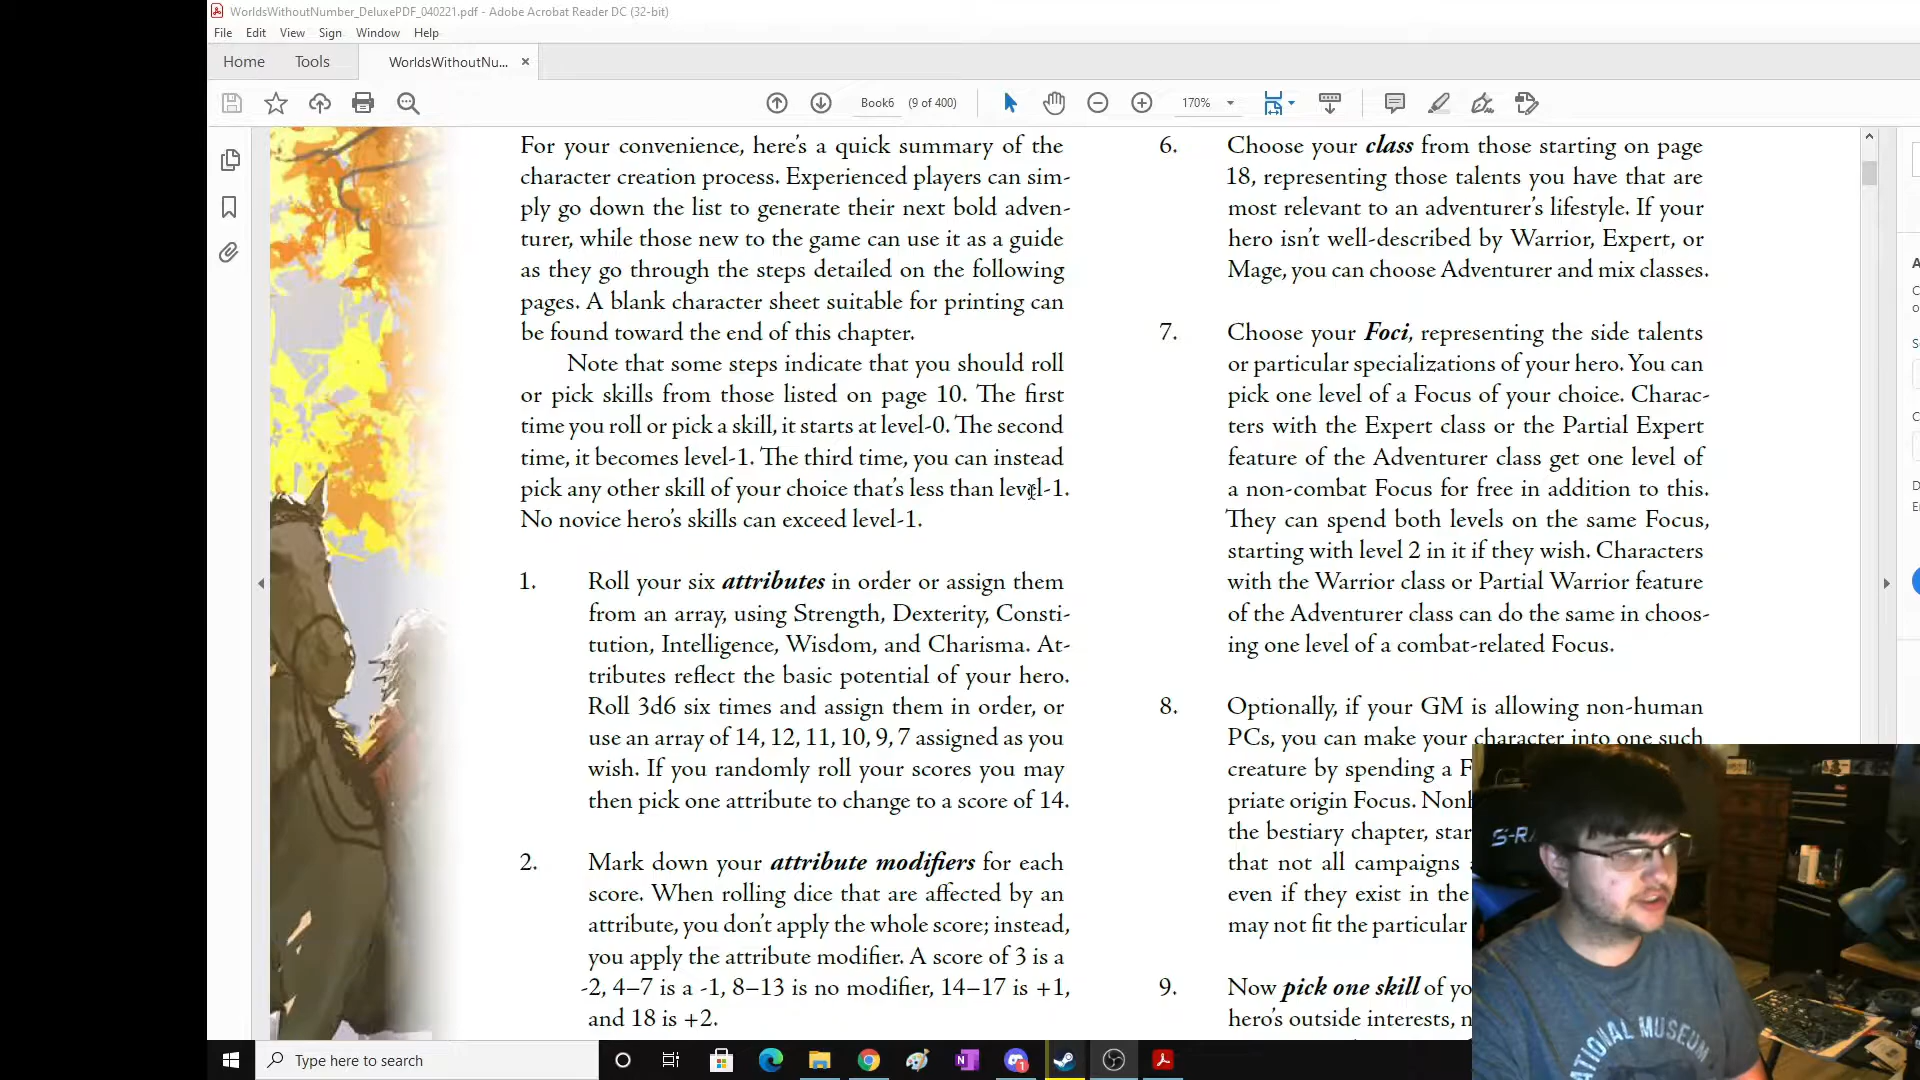 WorldsWithoutNumber_DeluxePDF_040221.pdf - Adobe Acrobat Reader DC (32-bit)
File Edit View Sign Window Help
Home Tools WorldsWithoutNu... ×
Book6 (9 of 400) 170%
For your convenience, here's a quick summary of the
character creation process. Experienced players can sim-
ply go down the list to generate their next bold adven-
turer, while those new to the game can use it as a guide
as they go through the steps detailed on the following
pages. A blank character sheet suitable for printing can
be found toward the end of this chapter.
Note that some steps indicate that you should roll
or pick skills from those listed on page 10. The first
time you roll or pick a skill, it starts at level-0. The second
time, it becomes level-1. The third time, you can instead
pick any other skill of your choice that's less than level-1.
No novice hero's skills can exceed level-1.
1. Roll your six attributes in order or assign them
from an array, using Strength, Dexterity, Consti-
tution, Intelligence, Wisdom, and Charisma. At-
tributes reflect the basic potential of your hero.
Roll 3d6 six times and assign them in order, or
use an array of 14, 12, 11, 10, 9, 7 assigned as you
wish. If you randomly roll your scores you may
then pick one attribute to change to a score of 14.
2. Mark down your attribute modifiers for each
score. When rolling dice that are affected by an
attribute, you don't apply the whole score; instead,
you apply the attribute modifier. A score of 3 is a
-2, 4–7 is a -1, 8–13 is no modifier, 14–17 is +1,
and 18 is +2.
6. Choose your class from those starting on page
18, representing those talents you have that are
most relevant to an adventurer's lifestyle. If your
hero isn't well-described by Warrior, Expert, or
Mage, you can choose Adventurer and mix classes.
7. Choose your Foci, representing the side talents
or particular specializations of your hero. You can
pick one level of a Focus of your choice. Charac-
ters with the Expert class or the Partial Expert
feature of the Adventurer class get one level of
a non-combat Focus for free in addition to this.
They can spend both levels on the same Focus,
starting with level 2 in it if they wish. Characters
with the Warrior class or Partial Warrior feature
of the Adventurer class can do the same in choos-
ing one level of a combat-related Focus.
8. Optionally, if your GM is allowing non-human
PCs, you can make your character into one such
creature by spending a F
priate origin Focus. Nonh
the bestiary chapter, star
that not all campaigns
even if they exist in the
may not fit the particular
9. Now pick one skill of yo
hero's outside interests, n
S-RA
ATIONAL MUSEUM
Type here to search